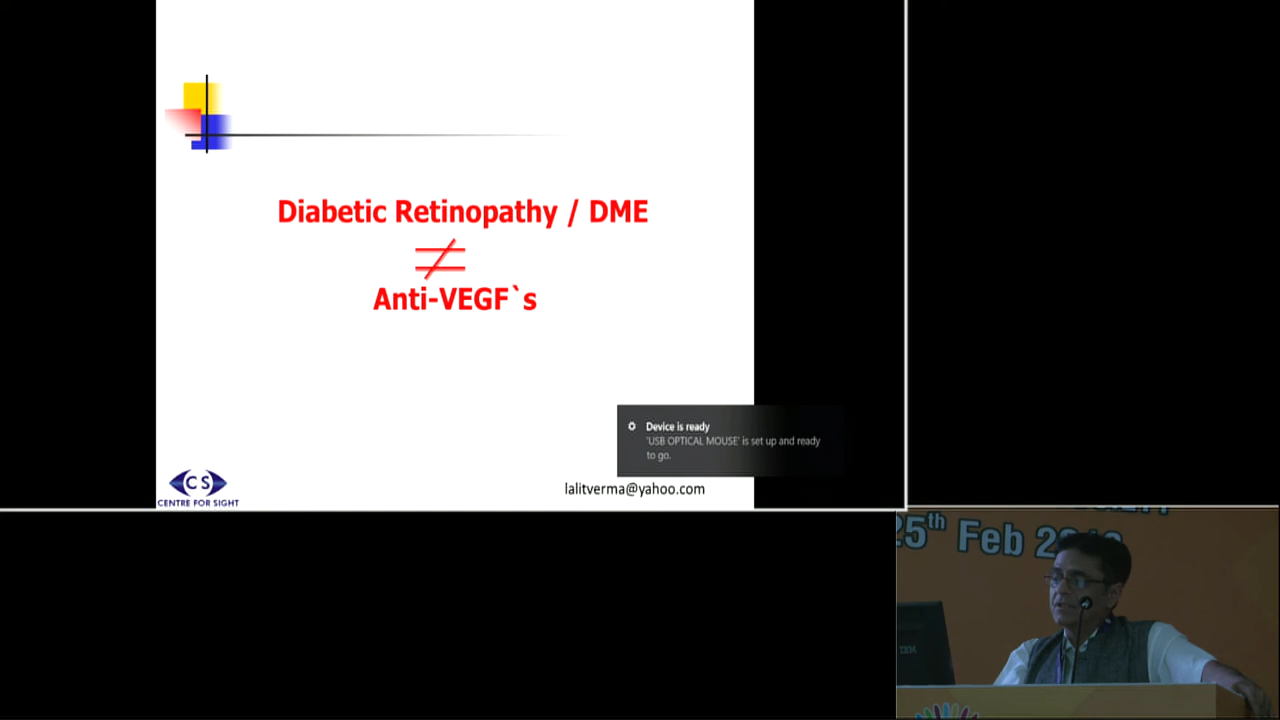 Diabetic Retinopathy / DME
≠
Anti-VEGF`s
Device is ready
'USB OPTICAL MOUSE' is set up and ready
to go.
CS
CENTRE FOR SIGHT
lalitverma@yahoo.com
25th Feb